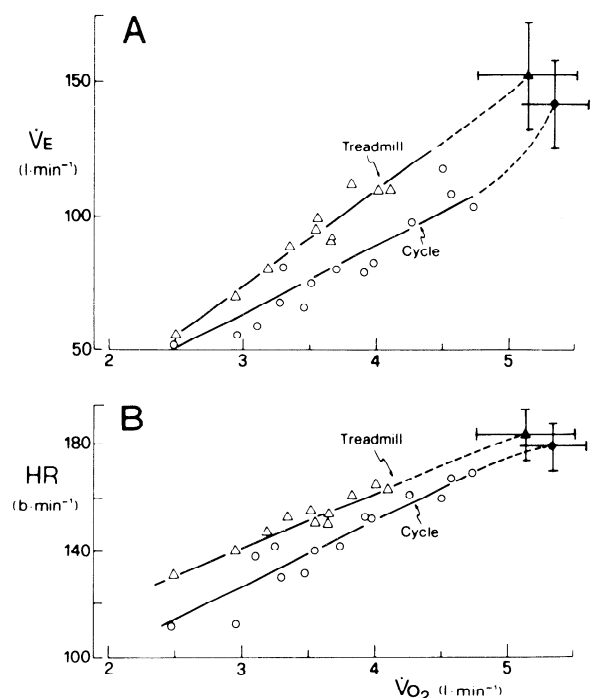 A
150
V̇E
(l·min⁻¹)
Treadmill
100
Cycle
50
2
3
4
5
B
180
Treadmill
HR
(b·min⁻¹)
140
Cycle
100
2
3
4
5
V̇O₂ (l·min⁻¹)